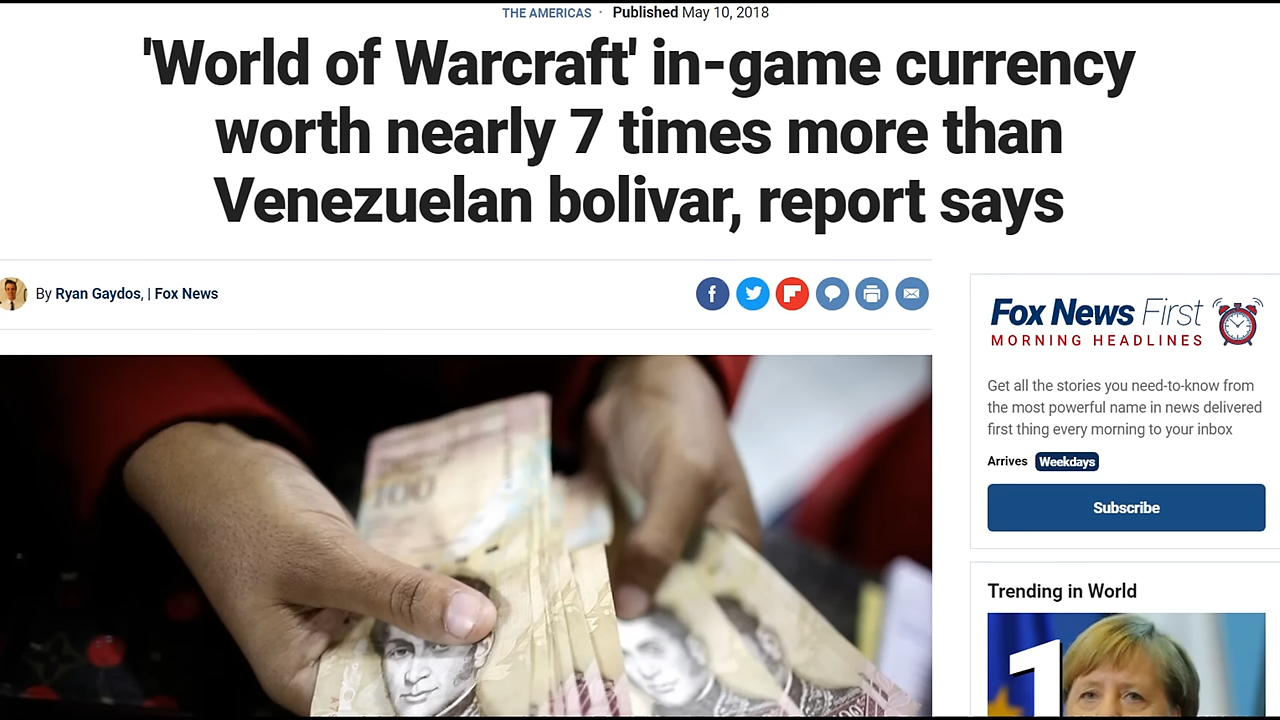 THE AMERICAS · Published May 10, 2018
'World of Warcraft' in-game currency
worth nearly 7 times more than
Venezuelan bolivar, report says
By Ryan Gaydos, | Fox News
Fox News First
MORNING HEADLINES
Get all the stories you need-to-know from
the most powerful name in news delivered
first thing every morning to your inbox
Arrives Weekdays
Subscribe
Trending in World
1
100